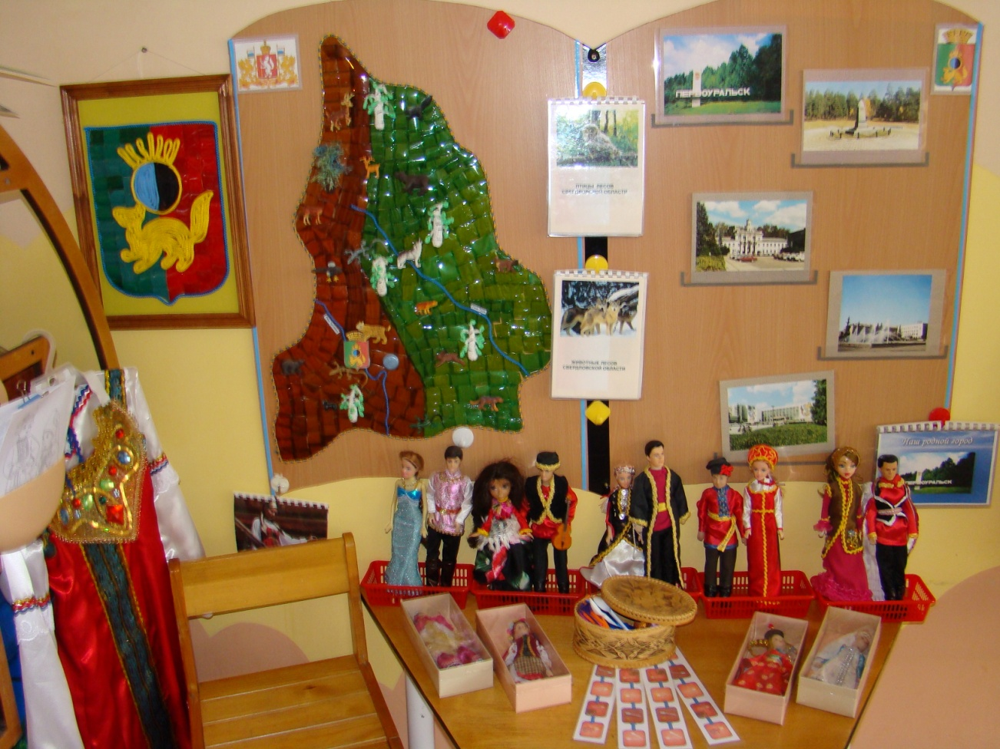 ПЕРВОУРАЛЬСК
ПТИЦЫ ЛЕСОВ
СВЕРДЛОВСКОЙ ОБЛАСТИ
ЖИВОТНЫЕ ЛЕСОВ
СВЕРДЛОВСКОЙ ОБЛАСТИ
Наш родной город
ПЕРВОУРАЛЬСК